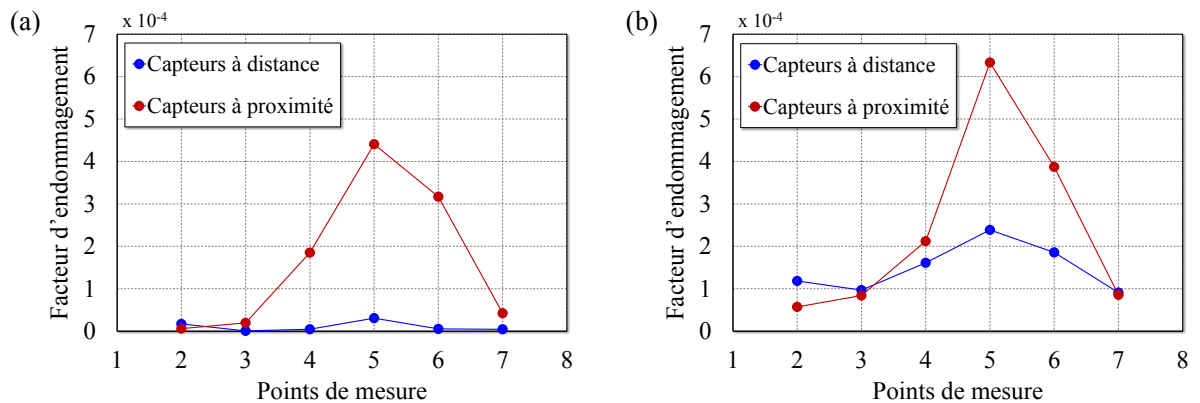 (a)
x 10-4
7
6
5
4
3
2
1
0
Facteur d'endommagement
Capteurs à distance
Capteurs à proximité
1 2 3 4 5 6 7 8
Points de mesure
(b)
x 10-4
7
6
5
4
3
2
1
0
Facteur d'endommagement
Capteurs à distance
Capteurs à proximité
1 2 3 4 5 6 7 8
Points de mesure